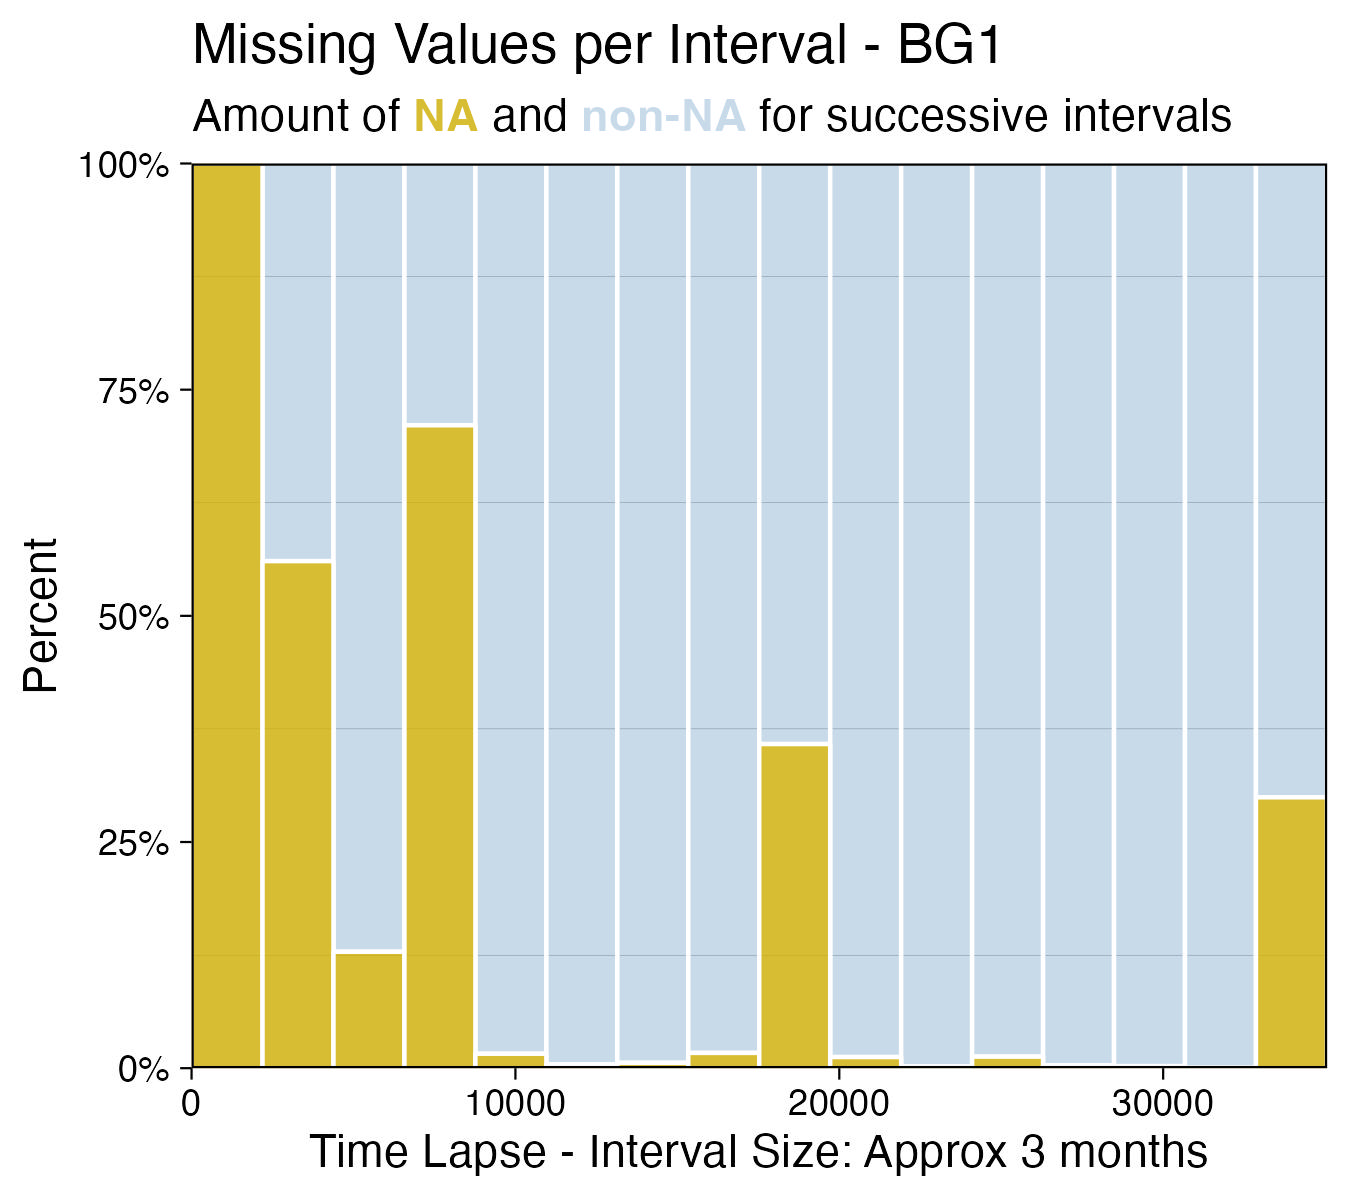 Missing Values per Interval - BG1
Amount of NA and non-NA for successive intervals
100%
75%
50%
25%
0%
Percent
0 10000 20000 30000
Time Lapse - Interval Size: Approx 3 months